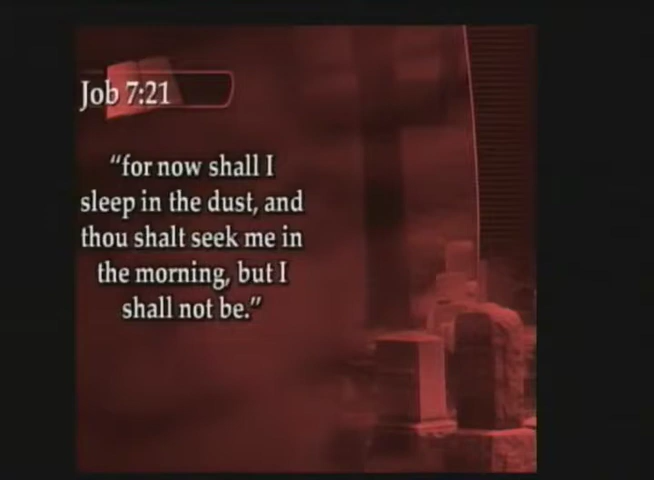 Job 7:21
“for now shall I
sleep in the dust, and
thou shalt seek me in
the morning, but I
shall not be.”